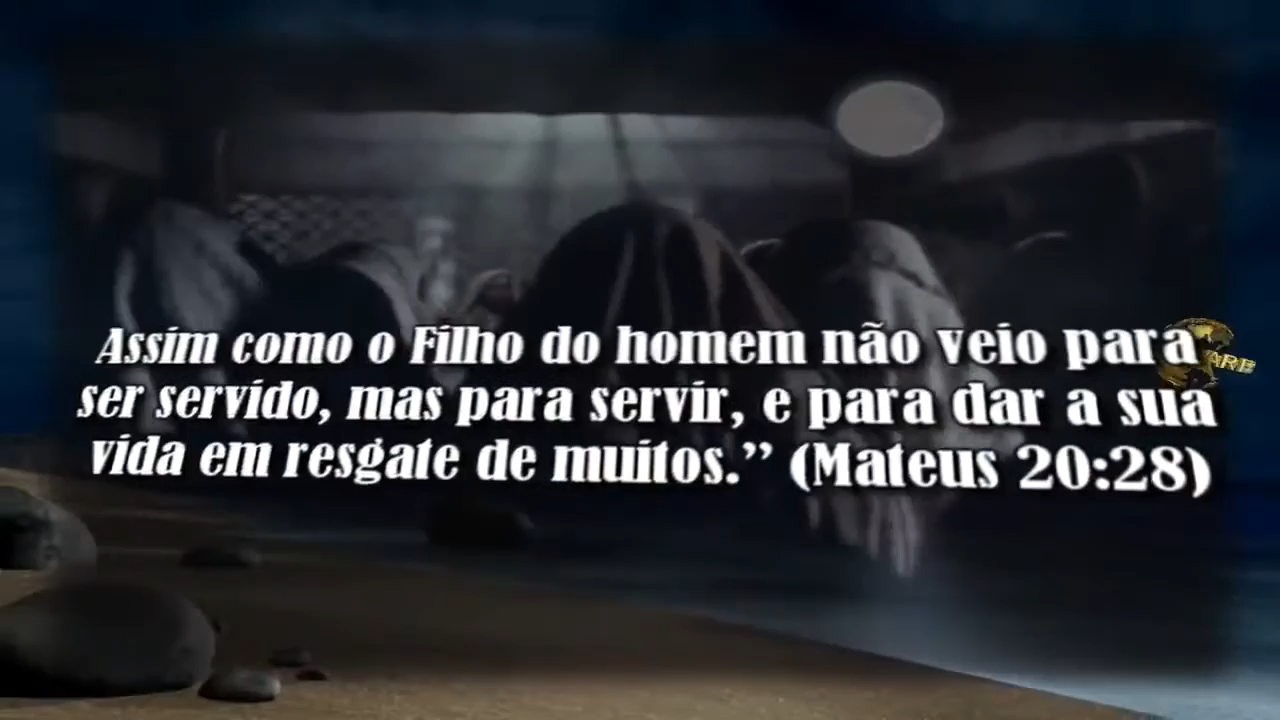 Assim como o Filho do homem não veio para
ser servido, mas para servir, e para dar a sua
vida em resgate de muitos.” (Mateus 20:28)